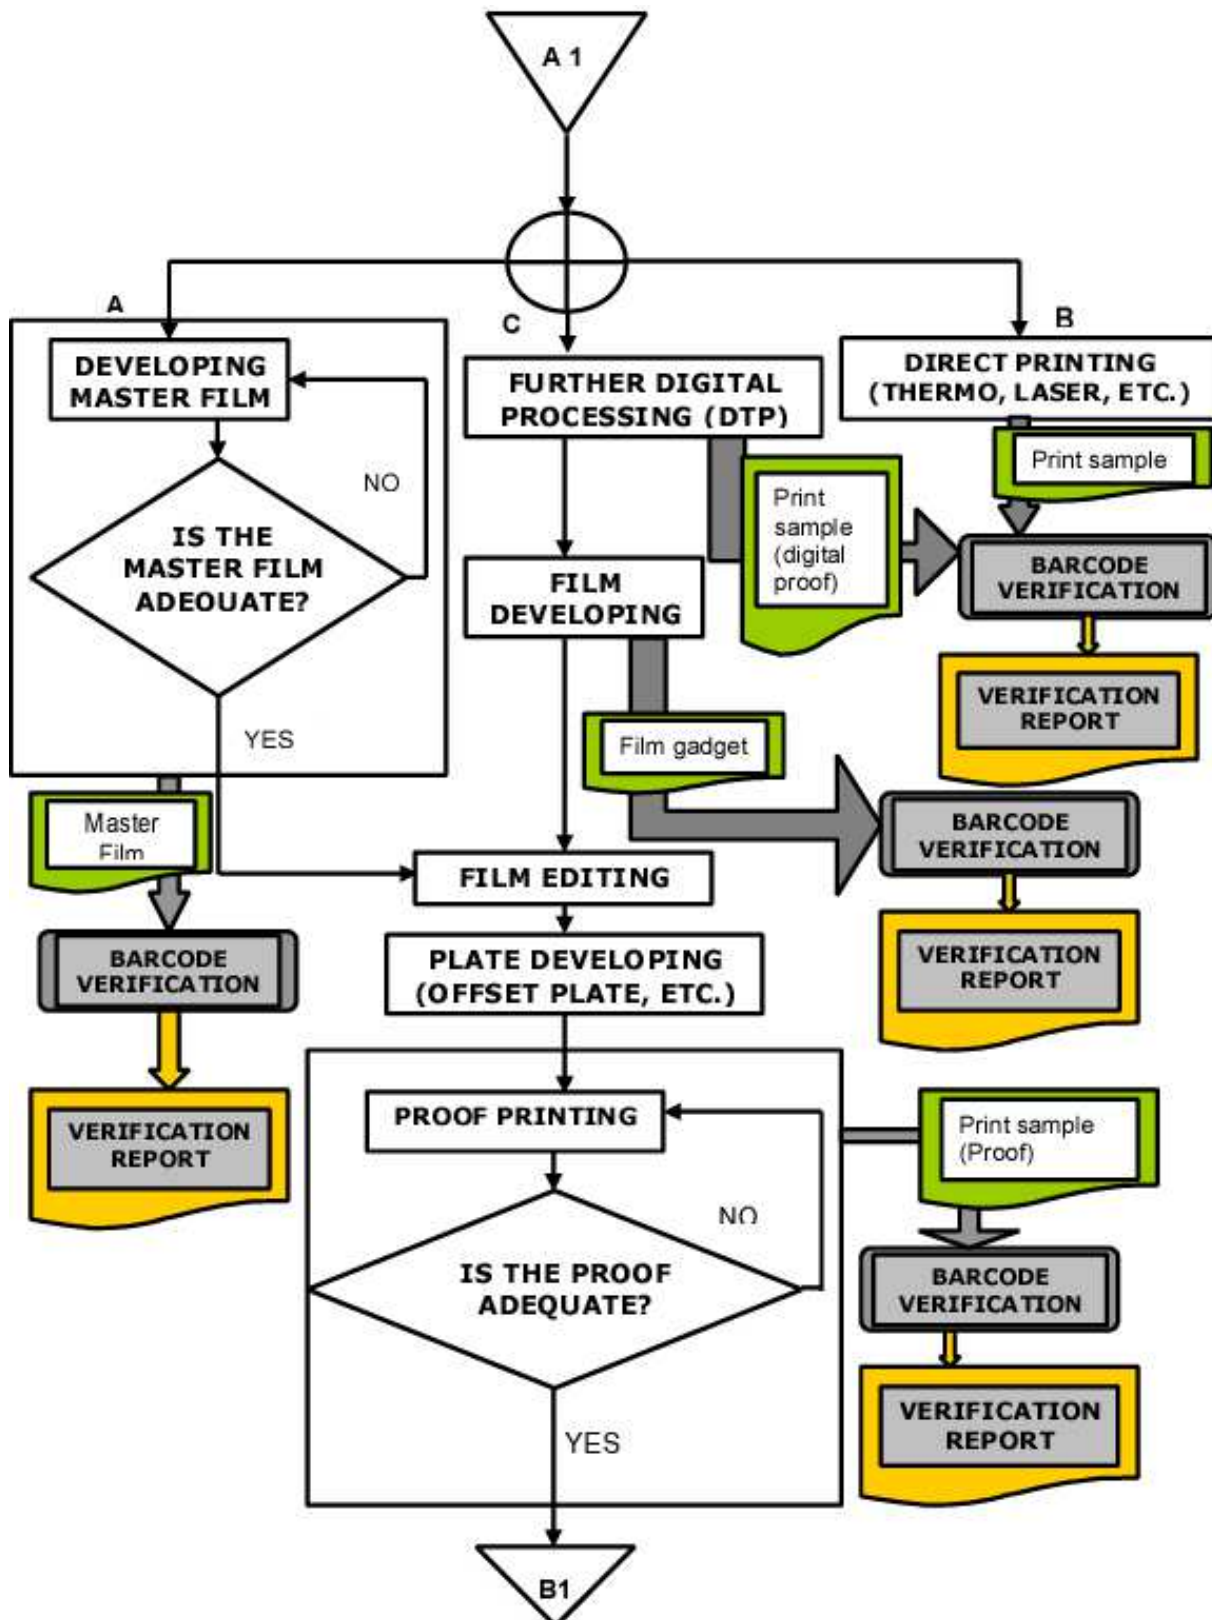 A 1
A
C
B
DEVELOPING
MASTER FILM
FURTHER DIGITAL
PROCESSING (DTP)
DIRECT PRINTING
(THERMO, LASER, ETC.)
Print sample
NO
IS THE
MASTER FILM
ADEOUATE?
Print
sample
(digital
proof)
BARCODE
VERIFICATION
FILM
DEVELOPING
VERIFICATION
REPORT
YES
Film gadget
Master
Film
BARCODE
VERIFICATION
FILM EDITING
BARCODE
VERIFICATION
PLATE DEVELOPING
(OFFSET PLATE, ETC.)
VERIFICATION
REPORT
VERIFICATION
REPORT
PROOF PRINTING
Print sample
(Proof)
NO
IS THE PROOF
ADEQUATE?
BARCODE
VERIFICATION
YES
VERIFICATION
REPORT
B1